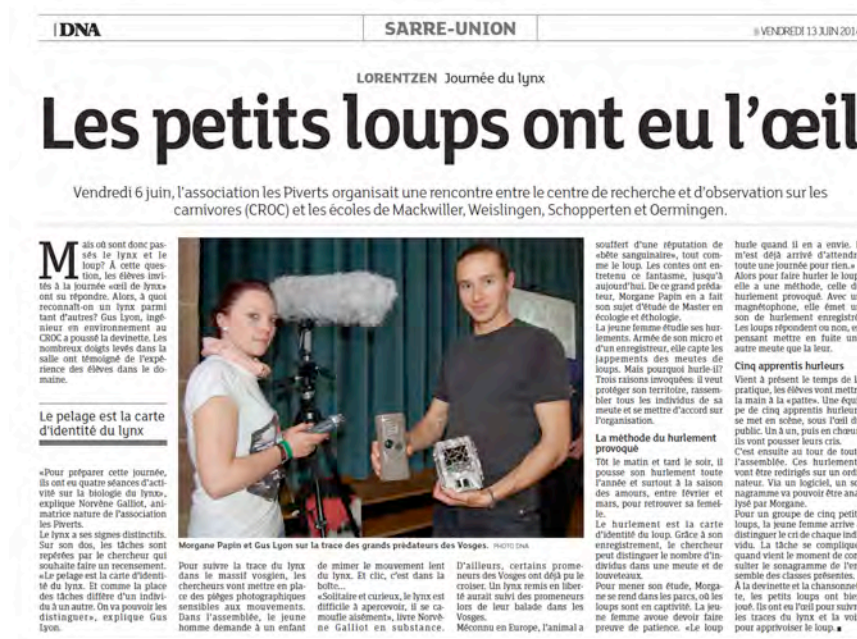 DNA
SARRE-UNION
VENDREDI 13 JUIN 2014
LORENTZEN Journée du lynx
Les petits loups ont eu l'œil
Vendredi 6 juin, l'association les Piverts organisait une rencontre entre le centre de recherche et d'observation sur les
carnivores (CROC) et les écoles de Mackwiller, Weislingen, Schopperten et Oermingen.
Mais où sont donc pas-
sés le lynx et le
loup? À cette ques-
tion, les élèves invi-
tés à la journée «œil de lynx»
ont su répondre. Alors, à quoi
reconnaît-on un lynx parmi
tant d'autres? Gus Lyon, ingé-
nieur en environnement au
CROC a poussé la devinette. Les
nombreux doigts levés dans la
salle ont témoigné de l'expé-
rience des élèves dans le do-
maine.
Le pelage est la carte
d'identité du lynx
«Pour préparer cette journée,
ils ont eu quatre séances d'acti-
vité sur la biologie du lynx»,
explique Norvène Galliot, ani-
matrice nature de l'association
les Piverts.
Le lynx a ses signes distinctifs.
Sur son dos, les tâches sont
repérées par le chercheur qui
souhaite faire un recensement.
«Le pelage est la carte d'identi-
té du lynx. Et comme la place
des tâches diffère d'un indivi-
du à un autre. On va pouvoir les
distinguer», explique Gus
Lyon.
Morgane Papin et Gus Lyon sur la trace des grands prédateurs des Vosges. PHOTO DNA
Pour suivre la trace du lynx
dans le massif vosgien, les
chercheurs vont mettre en pla-
ce des pièges photographiques
sensibles aux mouvements.
Dans l'assemblée, le jeune
homme demande à un enfant
de mimer le mouvement lent
du lynx. Et clic, c'est dans la
boîte...
«Solitaire et curieux, le lynx est
difficile à apercevoir, il se ca-
moufle aisément», livre Norvè-
ne Galliot en substance.
D'ailleurs, certains prome-
neurs des Vosges ont déjà pu le
croiser. Un lynx remis en liber-
té aurait suivi des promeneurs
lors de leur balade dans les
Vosges.
Méconnu en Europe, l'animal a
souffert d'une réputation de
«bête sanguinaire», tout com-
me le loup. Les contes ont en-
tretenu ce fantasme, jusqu'à
aujourd'hui. De ce grand préda-
teur, Morgane Papin en a fait
son sujet d'étude de Master en
écologie et éthologie.
La jeune femme étudie ses hur-
lements. Armée de son micro et
d'un enregistreur, elle capte les
jappements des meutes de
loups. Mais pourquoi hurle-il?
Trois raisons invoquées: il veut
protéger son territoire, rassem-
bler tous les individus de sa
meute et se mettre d'accord sur
l'organisation.
La méthode du hurlement
provoqué
Tôt le matin et tard le soir, il
pousse son hurlement toute
l'année et surtout à la saison
des amours, entre février et
mars, pour retrouver sa femel-
le.
Le hurlement est la carte
d'identité du loup. Grâce à son
enregistrement, le chercheur
peut distinguer le nombre d'in-
dividus dans une meute et de
louveteaux.
Pour mener son étude, Morga-
ne se rend dans les parcs, où les
loups sont en captivité. La jeu-
ne femme avoue devoir faire
preuve de patience. «Le loup
hurle quand il en a envie. I
m'est déjà arrivé d'attendr
toute une journée pour rien.»
Alors pour faire hurler le loup
elle a une méthode, celle d
hurlement provoqué. Avec u
magnétophone, elle émet u
son de hurlement enregistré
Les loups répondent ou non, e
pensant mettre en fuite un
autre meute que la leur.
Cinq apprentis hurleurs
Vient à présent le temps de l
pratique, les élèves vont mettr
la main à la «patte». Une équ
pe de cinq apprentis hurleur
se met en scène, sous l'œil d
public. Un à un, puis en chœur
ils vont pousser leurs cris.
C'est ensuite au tour de tout
l'assemblée. Ces hurlement
vont être redirigés sur un ord
nateur. Via un logiciel, un so
nagramme va pouvoir être ana
lysé par Morgane.
Pour un groupe de cinq petit
loups, la jeune femme arrive
distinguer le cri de chaque ind
vidu. La tâche se complique
quand vient le moment de con
sulter le sonagramme de l'en
semble des classes présentes.
À la devinette et la chansonne
te, les petits loups ont bie
joué. Ils ont eu l'œil pour suivr
les traces du lynx et la voi
pour apprivoiser le loup.